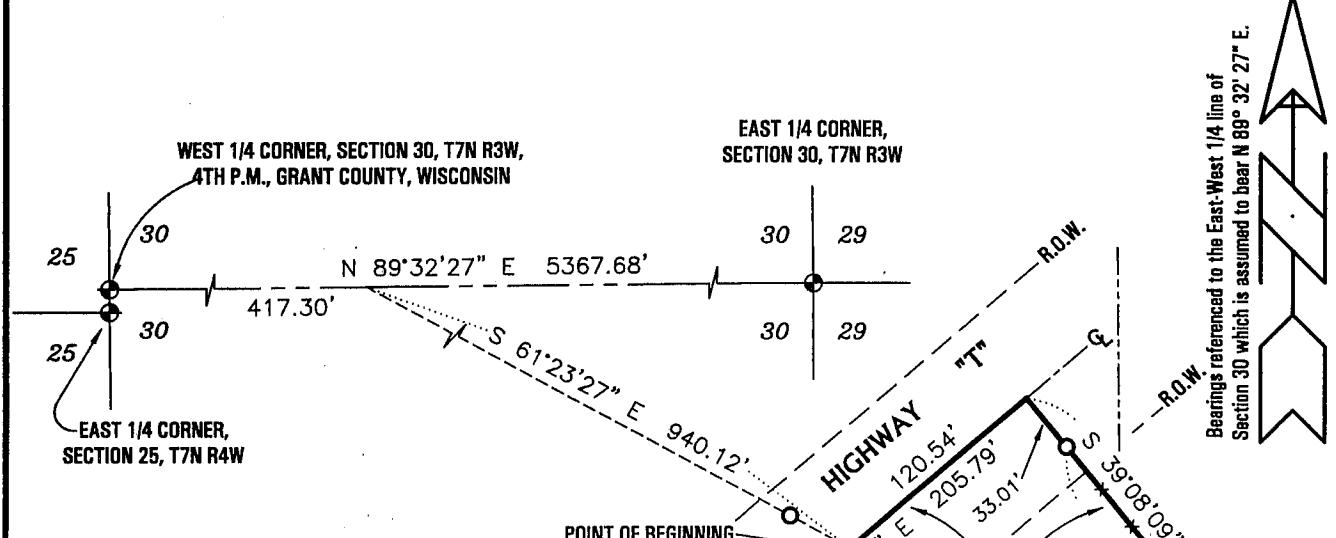 WEST 1/4 CORNER, SECTION 30, T7N R3W,
4TH P.M., GRANT COUNTY, WISCONSIN
EAST 1/4 CORNER,
SECTION 30, T7N R3W
25
30
30
29
N 89°32'27" E 5367.68'
417.30'
25
30
30
29
EAST 1/4 CORNER,
SECTION 25, T7N R4W
S 61°23'27" E 940.12'
R.O.W.
HIGHWAY "T"
℄
R.O.W.
120.54'
" E 205.79'
33.01'
S 39°08'09"
POINT OF BEGINNING
Bearings referenced to the East-West 1/4 line of
Section 30 which is assumed to bear N 89° 32' 27" E.